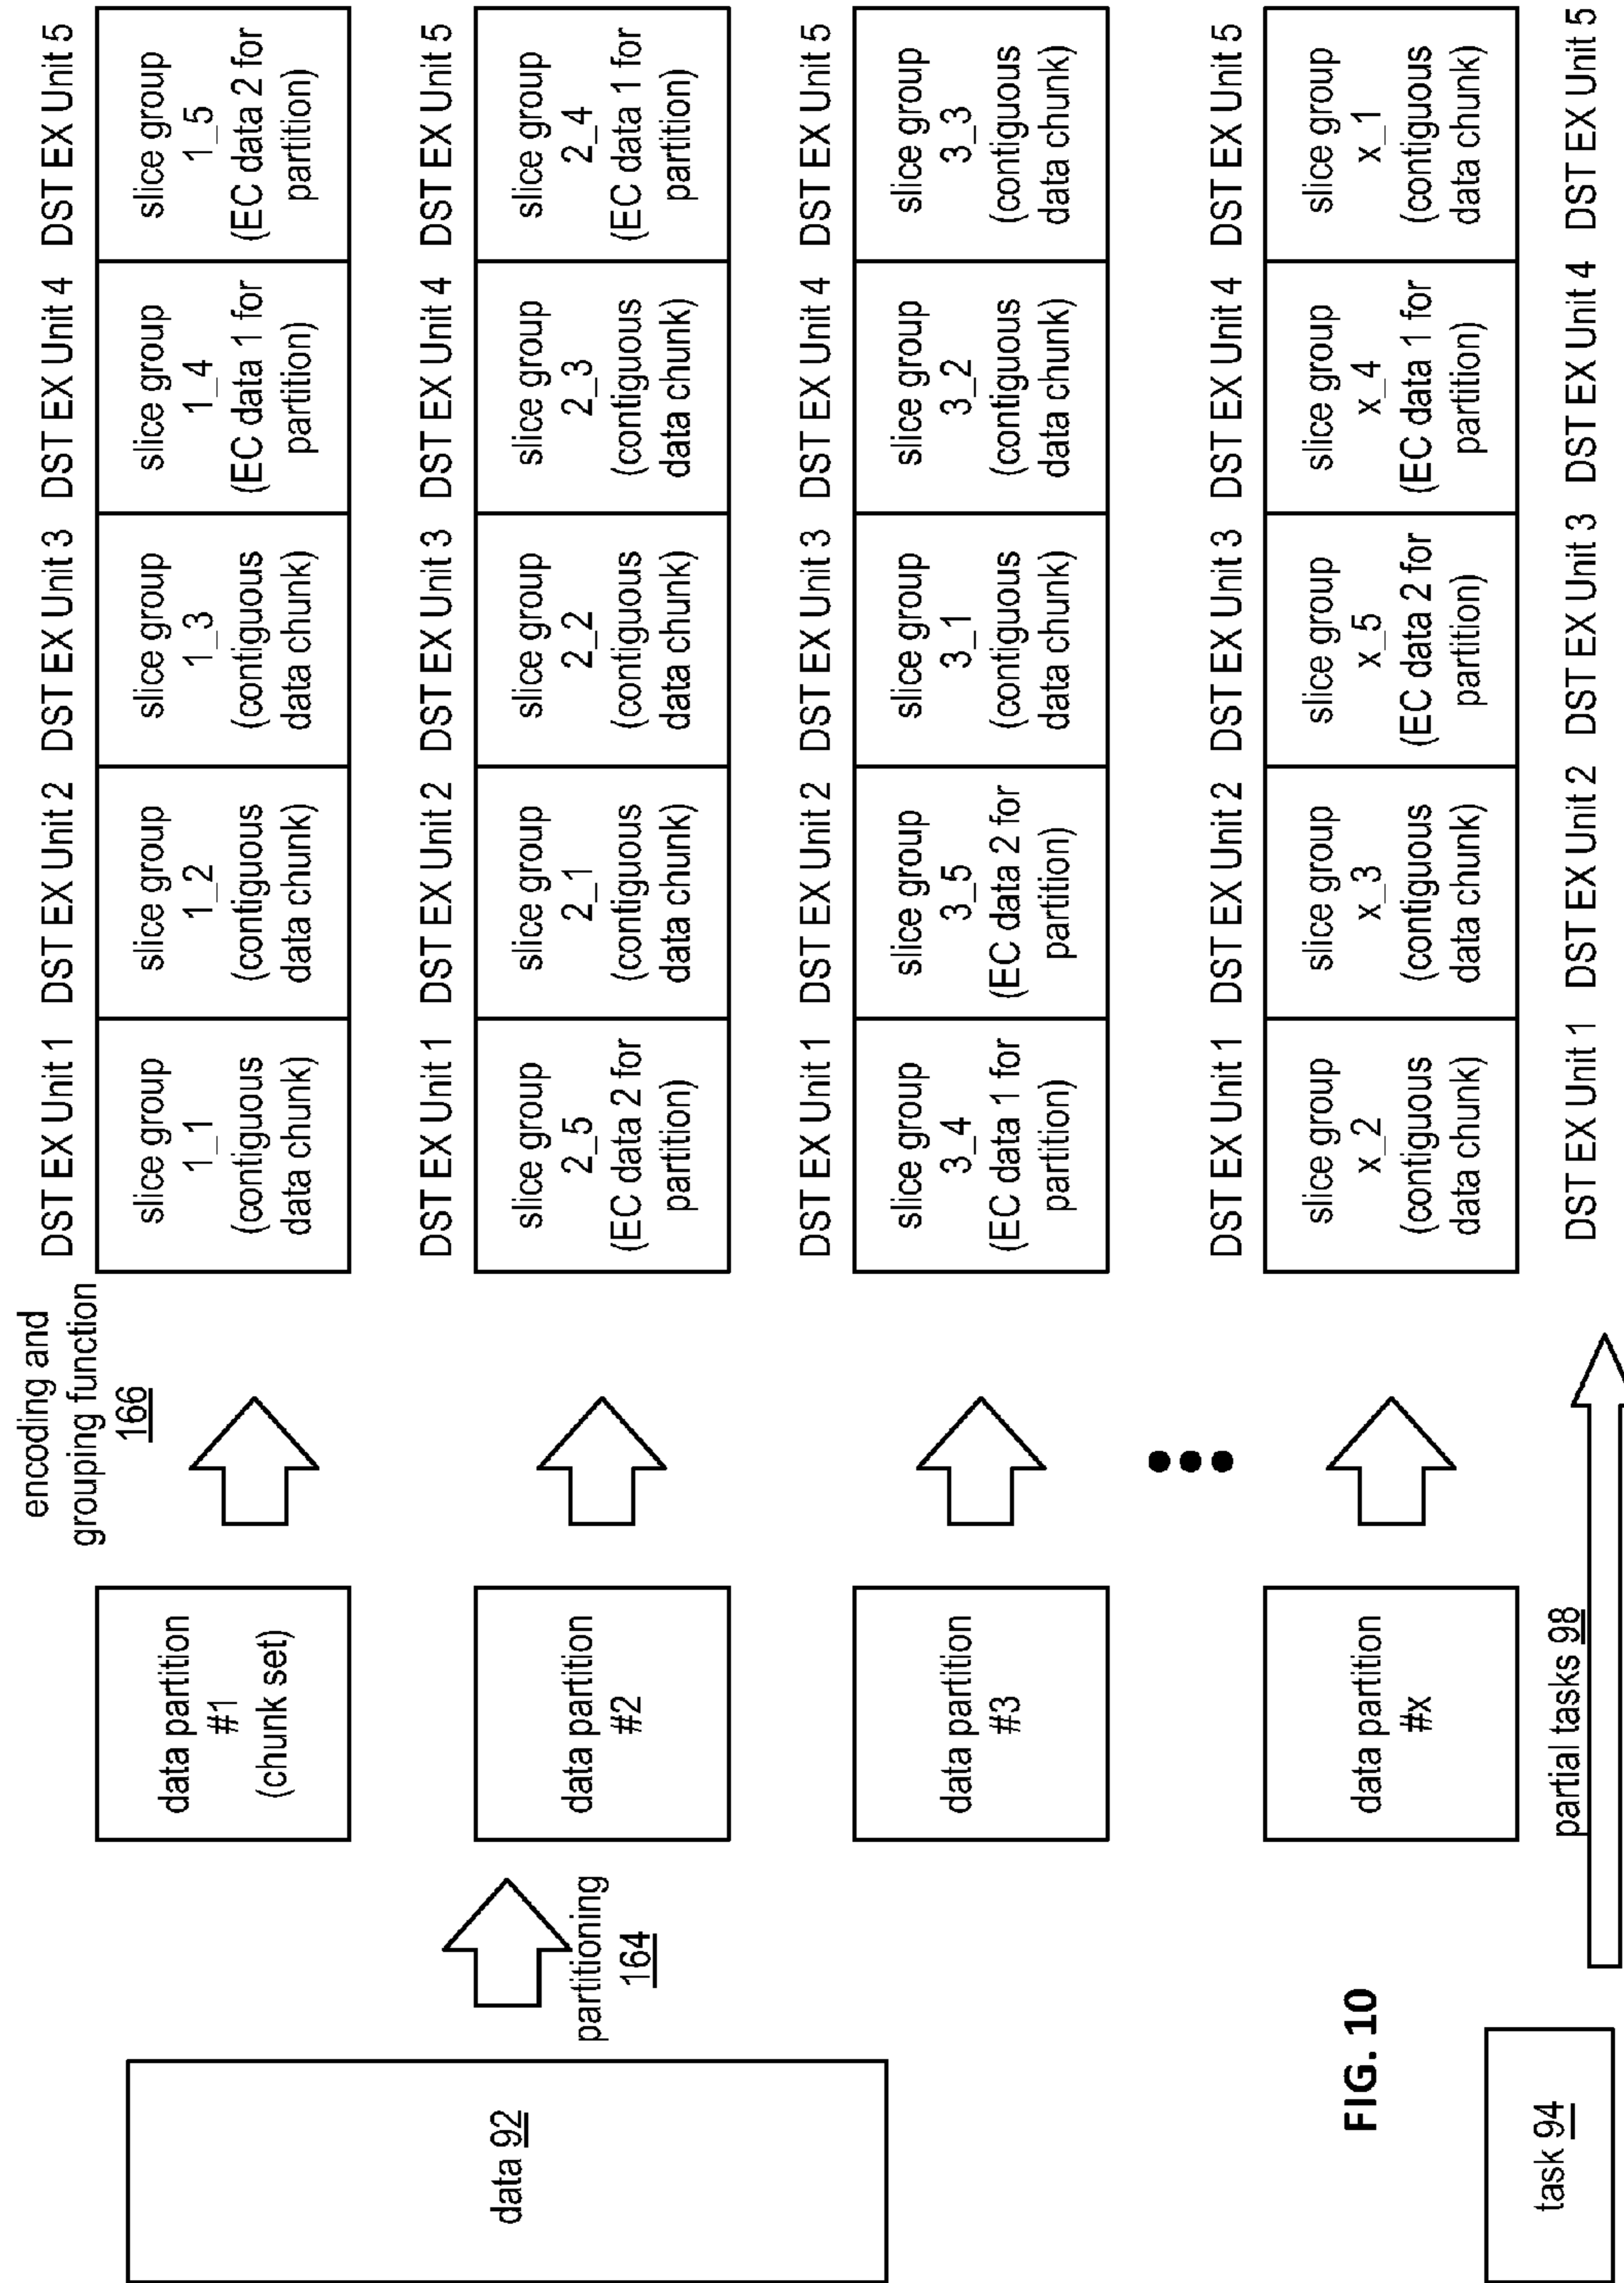 data 92
partitioning
164
data partition
#1
(chunk set)
data partition
#2
data partition
#3
data partition
#x
encoding and
grouping function
166
DST EX Unit 1 DST EX Unit 2 DST EX Unit 3 DST EX Unit 4 DST EX Unit 5
slice group
1_1
(contiguous
data chunk)
slice group
1_2
(contiguous
data chunk)
slice group
1_3
(contiguous
data chunk)
slice group
1_4
(EC data 1 for
partition)
slice group
1_5
(EC data 2 for
partition)
DST EX Unit 1 DST EX Unit 2 DST EX Unit 3 DST EX Unit 4 DST EX Unit 5
slice group
2_5
(EC data 2 for
partition)
slice group
2_1
(contiguous
data chunk)
slice group
2_2
(contiguous
data chunk)
slice group
2_3
(contiguous
data chunk)
slice group
2_4
(EC data 1 for
partition)
DST EX Unit 1 DST EX Unit 2 DST EX Unit 3 DST EX Unit 4 DST EX Unit 5
slice group
3_4
(EC data 1 for
partition)
slice group
3_5
(EC data 2 for
partition)
slice group
3_1
(contiguous
data chunk)
slice group
3_2
(contiguous
data chunk)
slice group
3_3
(contiguous
data chunk)
DST EX Unit 1 DST EX Unit 2 DST EX Unit 3 DST EX Unit 4 DST EX Unit 5
slice group
x_2
(contiguous
data chunk)
slice group
x_3
(contiguous
data chunk)
slice group
x_5
(EC data 2 for
partition)
slice group
x_4
(EC data 1 for
partition)
slice group
x_1
(contiguous
data chunk)
FIG. 10
task 94
partial tasks 98
DST EX Unit 1 DST EX Unit 2 DST EX Unit 3 DST EX Unit 4 DST EX Unit 5